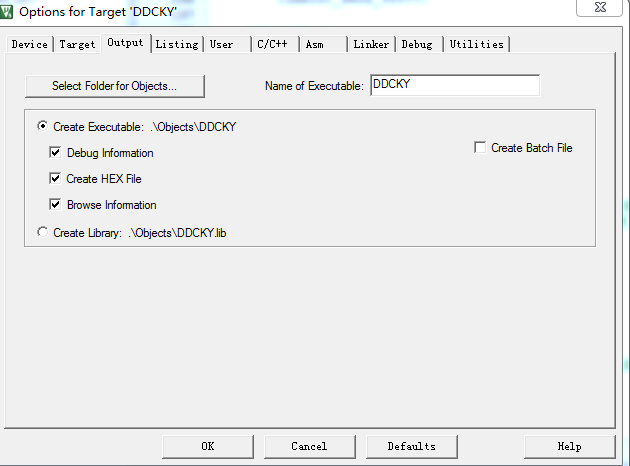 Options for Target 'DDCKY'
Device Target Output Listing User C/C++ Asm Linker Debug Utilities
Select Folder for Objects... Name of Executable: DDCKY
Create Executable: .\Objects\DDCKY
Debug Information Create Batch File
Create HEX File
Browse Information
Create Library: .\Objects\DDCKY.lib
OK Cancel Defaults Help